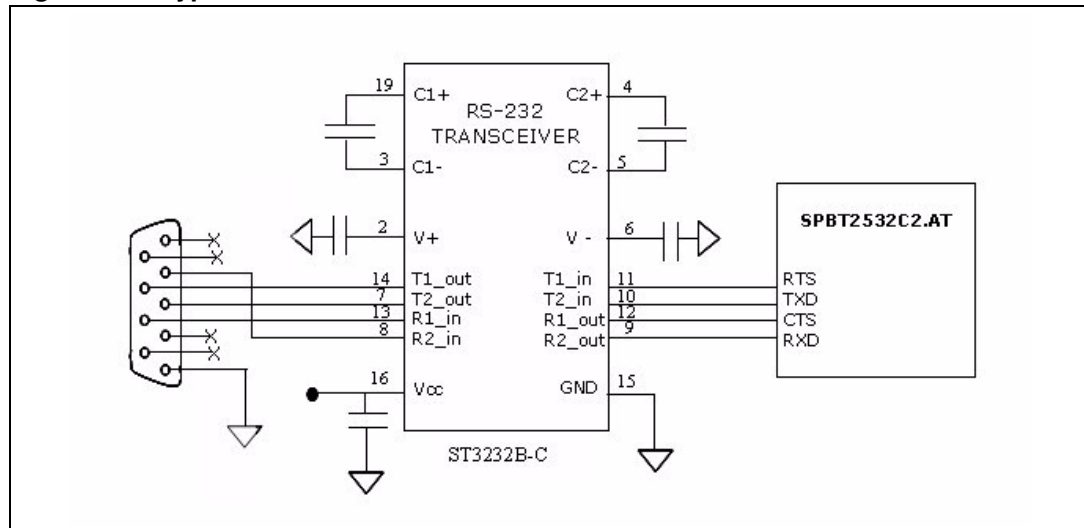 19 C1+ C2+ 4
RS-232
TRANSCEIVER
3 C1- C2- 5
SPBT2532C2.AT
2 V+ V - 6
14 T1_out T1_in 11 RTS
7 T2_out T2_in 10 TXD
13 R1_in R1_out 12 CTS
8 R2_in R2_out 9 RXD
16 Vcc GND 15
ST3232B-C